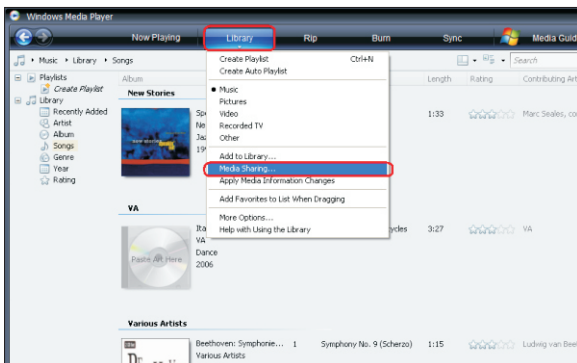 Windows Media Player
Now Playing Library Rip Burn Sync Media Guid
Music Library Songs
Search
Playlists
Create Playlist
Library
Recently Added
Artist
Album
Songs
Genre
Year
Rating
Album
Length Rating Contributing Art
Create Playlist Ctrl+N
Create Auto Playlist
Music
Pictures
Video
Recorded TV
Other
Add to Library...
Media Sharing...
Apply Media Information Changes
Add Favorites to List When Dragging
More Options...
Help with Using the Library
New Stories
1:33 Marc Seales, co
VA
Paste Art Here
VA
Dance
2006
ycles 3:27 VA
Various Artists
Beethoven: Symphonie... 1 Symphony No. 9 (Scherzo) 1:15 Ludwig van Bee
Various Artists